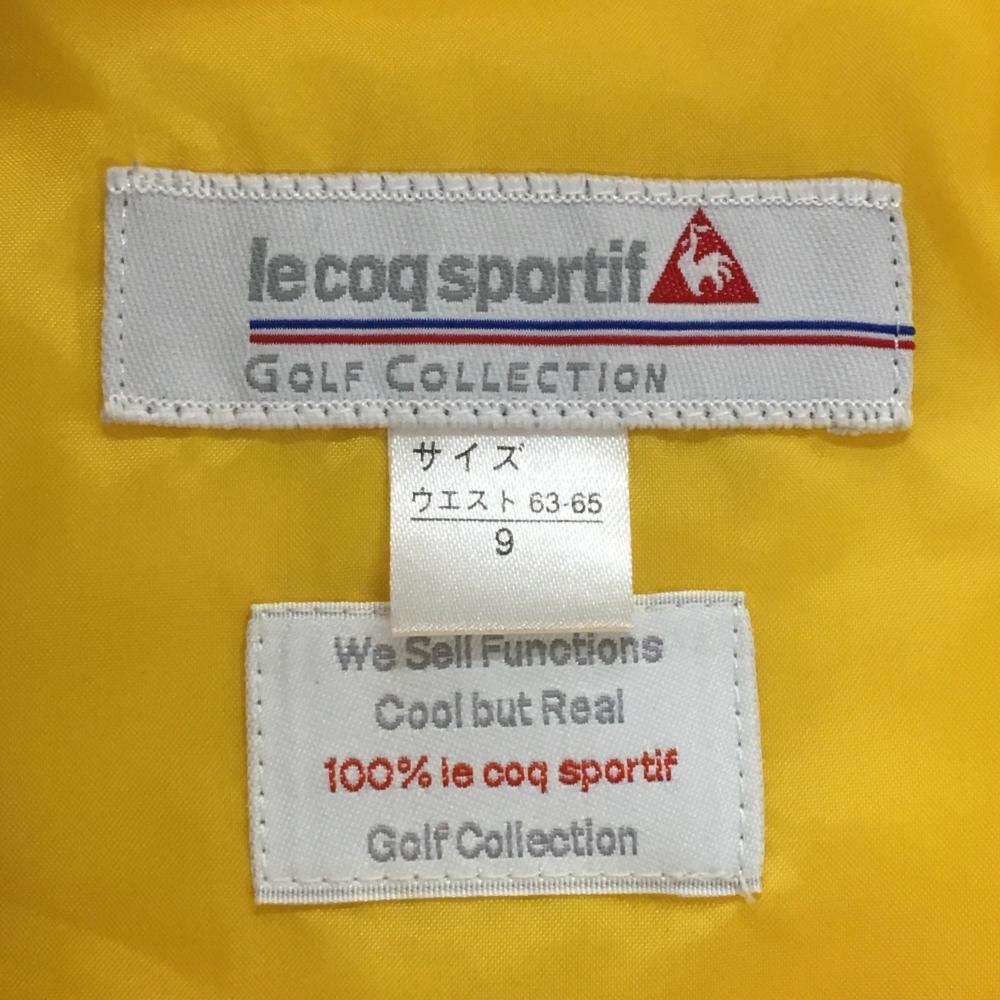 le coq sportif
GOLF COLLECTION
サイズ
ウエスト 63-65
9
We Sell Functions
Cool but Real
100% le coq sportif
Golf Collection